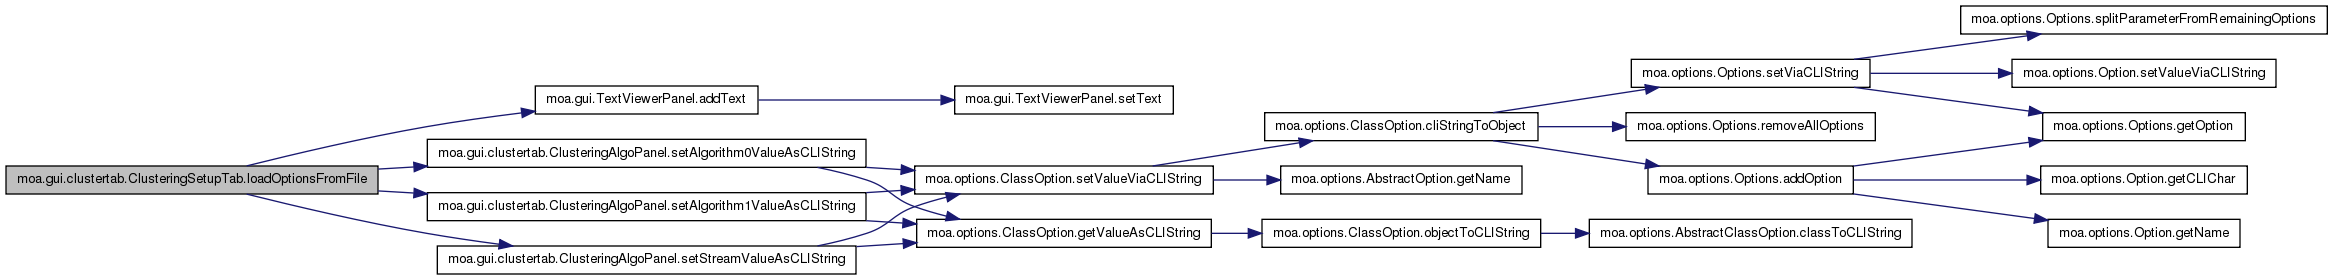 moa.gui.clustertab.ClusteringSetupTab.loadOptionsFromFile
moa.gui.TextViewerPanel.addText
moa.gui.TextViewerPanel.setText
moa.gui.clustertab.ClusteringAlgoPanel.setAlgorithm0ValueAsCLIString
moa.gui.clustertab.ClusteringAlgoPanel.setAlgorithm1ValueAsCLIString
moa.gui.clustertab.ClusteringAlgoPanel.setStreamValueAsCLIString
moa.options.ClassOption.setValueViaCLIString
moa.options.ClassOption.getValueAsCLIString
moa.options.ClassOption.cliStringToObject
moa.options.AbstractOption.getName
moa.options.ClassOption.objectToCLIString
moa.options.Options.setViaCLIString
moa.options.Options.removeAllOptions
moa.options.Options.addOption
moa.options.AbstractClassOption.classToCLIString
moa.options.Options.splitParameterFromRemainingOptions
moa.options.Option.setValueViaCLIString
moa.options.Options.getOption
moa.options.Option.getCLIChar
moa.options.Option.getName